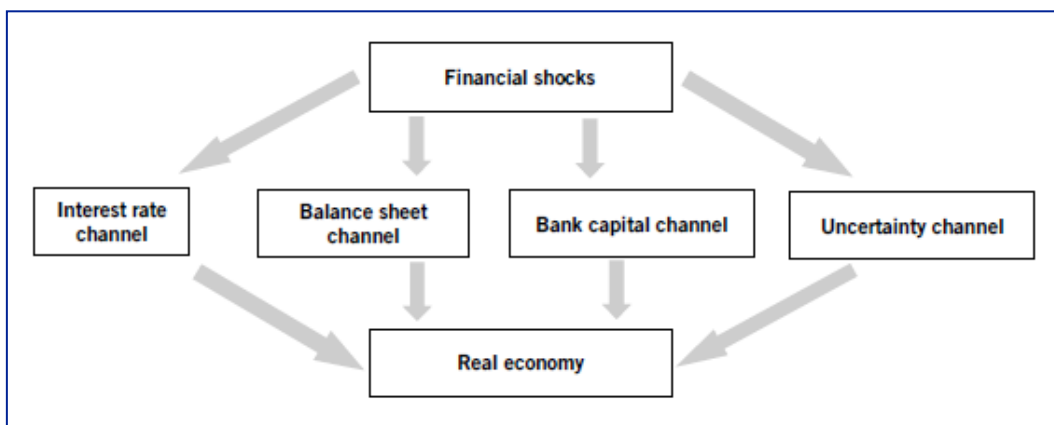 Financial shocks
Interest rate
channel
Balance sheet
channel
Bank capital channel
Uncertainty channel
Real economy